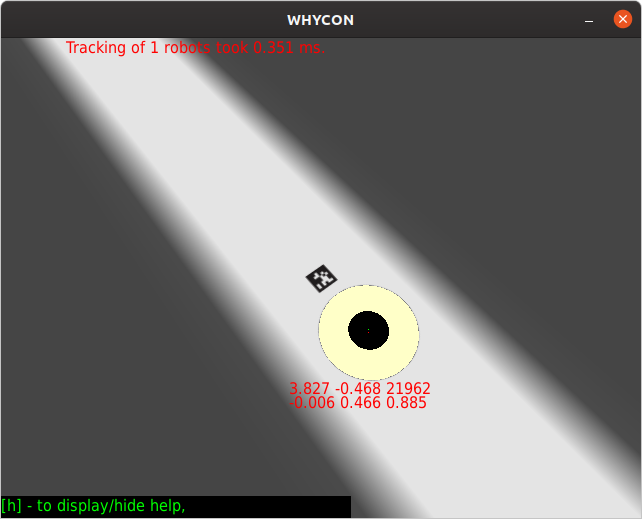 WHYCON
Tracking of 1 robots took 0.351 ms.
3.827 -0.468 21962
-0.006 0.466 0.885
[h] - to display/hide help,